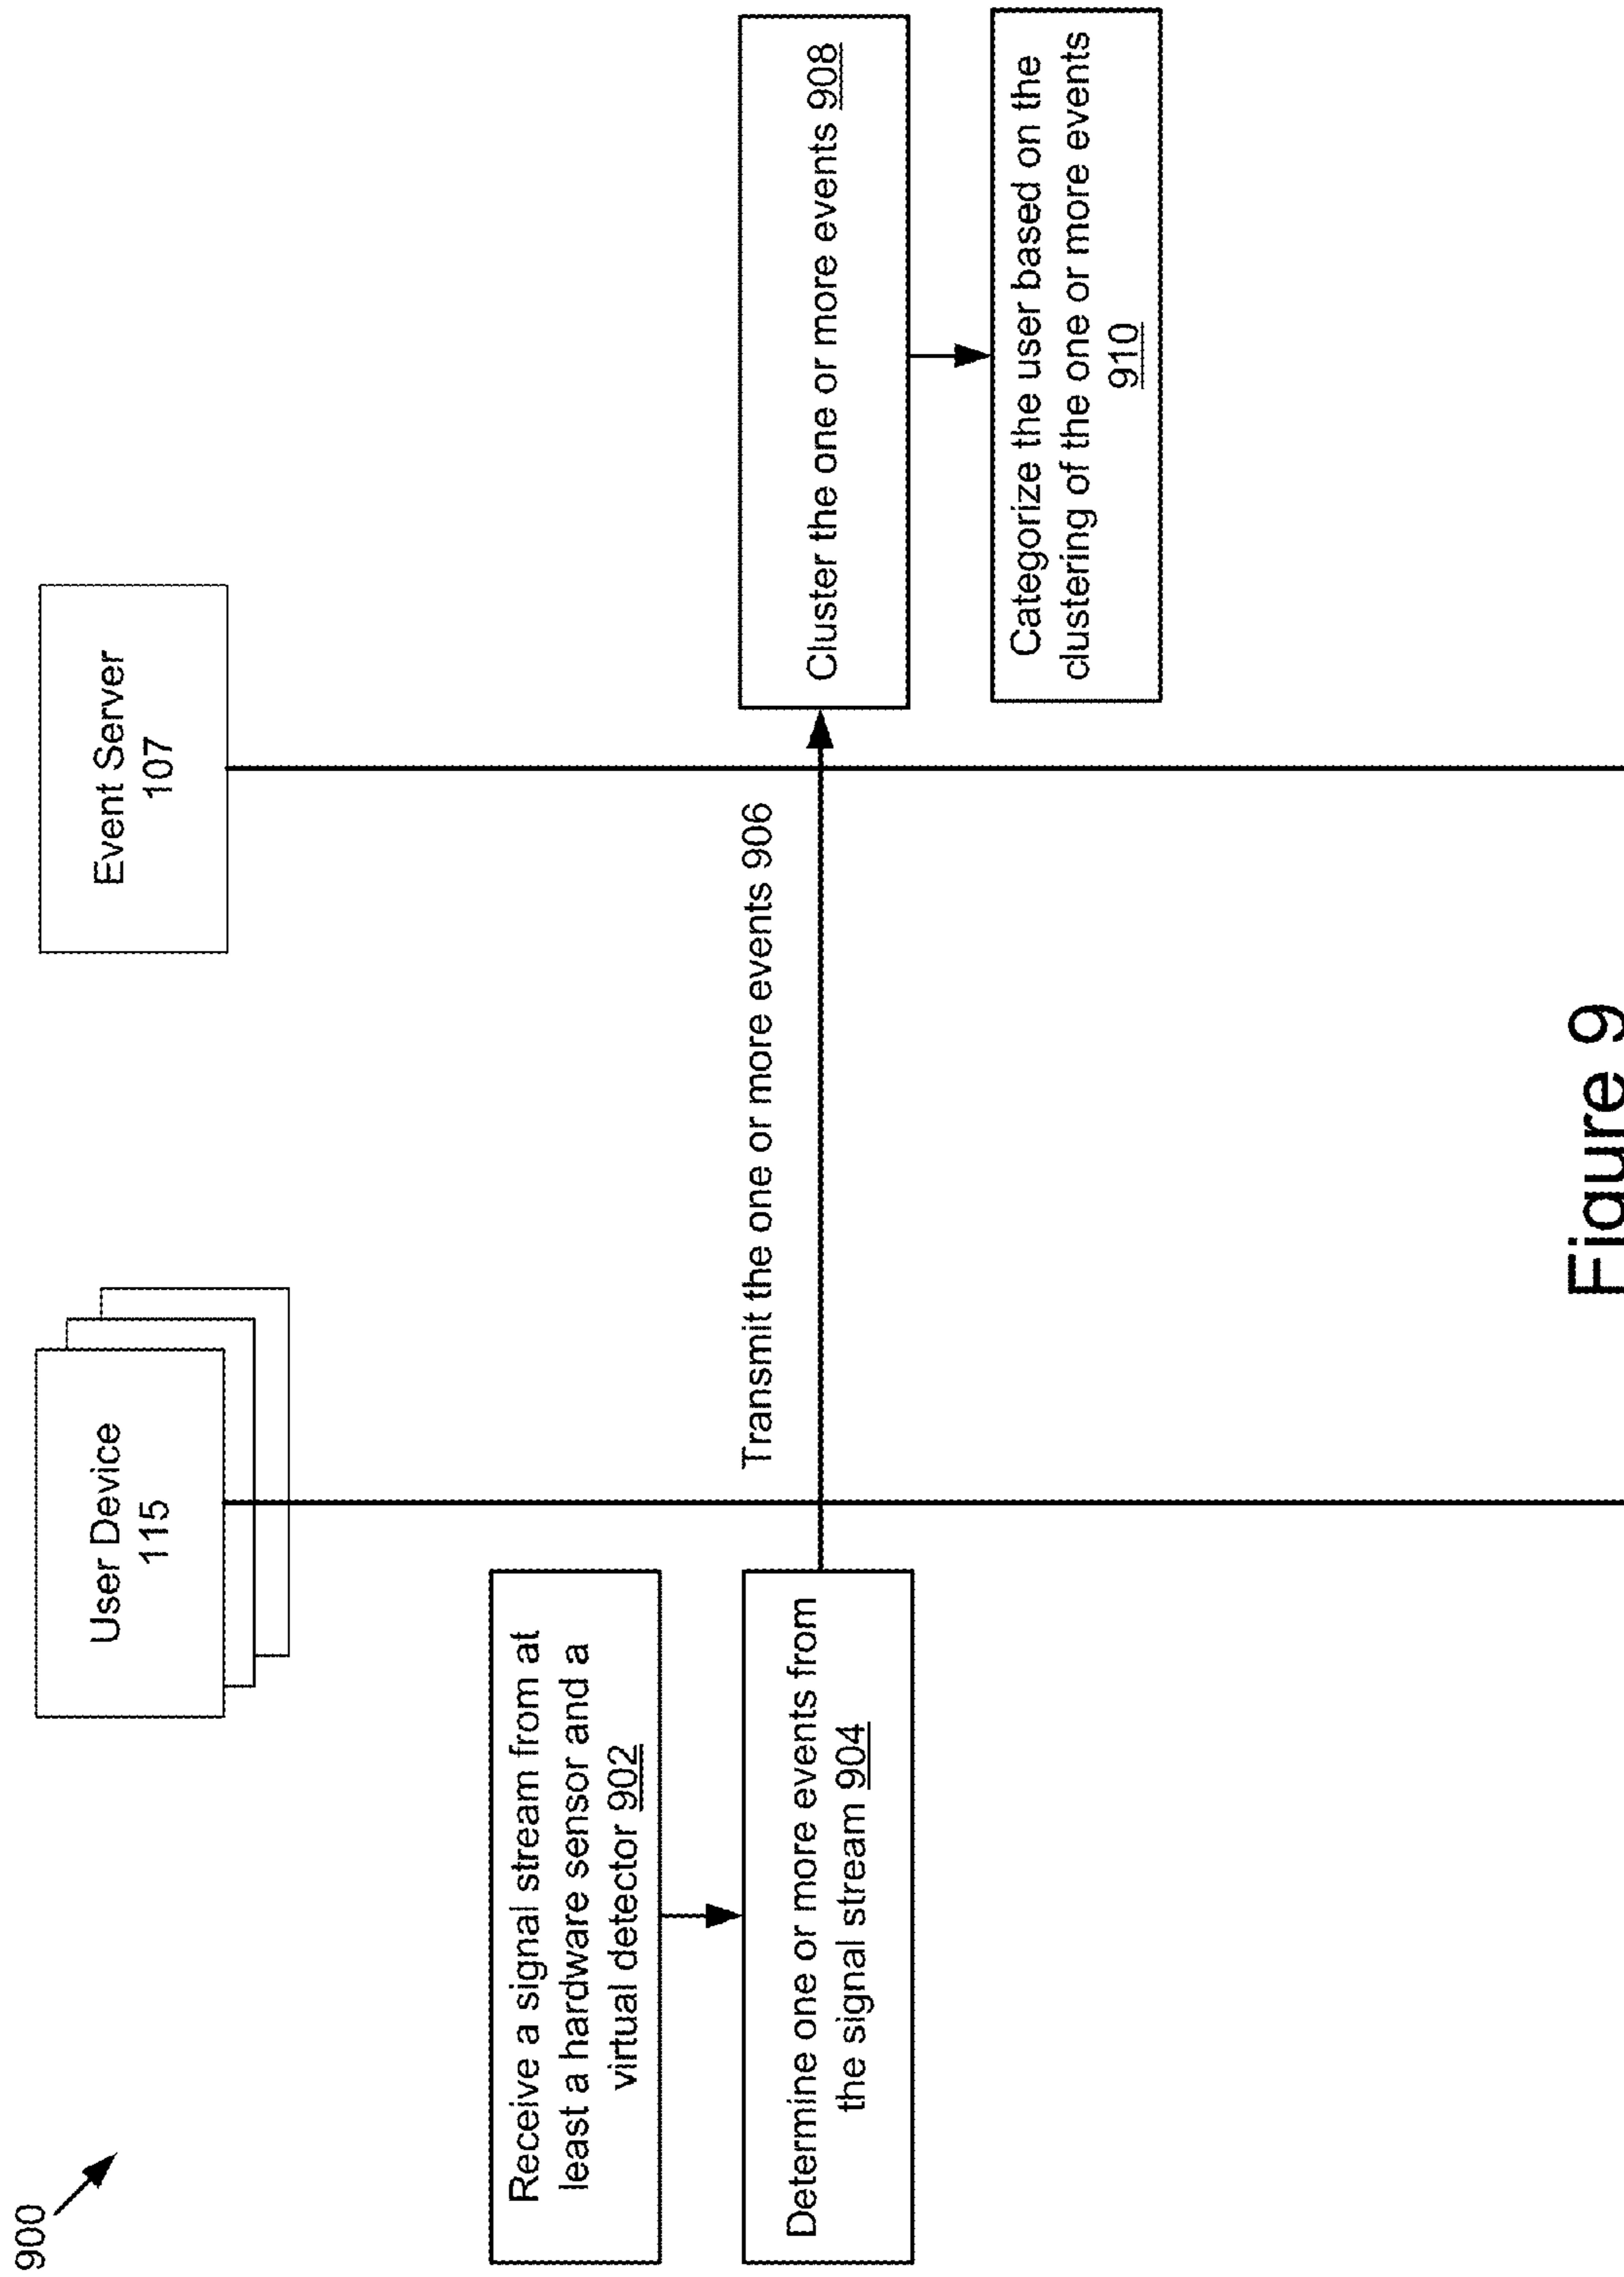 900
User Device
115
Event Server
107
Receive a signal stream from at
least a hardware sensor and a
virtual detector 902
Determine one or more events from
the signal stream 904
Transmit the one or more events 906
Cluster the one or more events 908
Categorize the user based on the
clustering of the one or more events
910
Figure 9